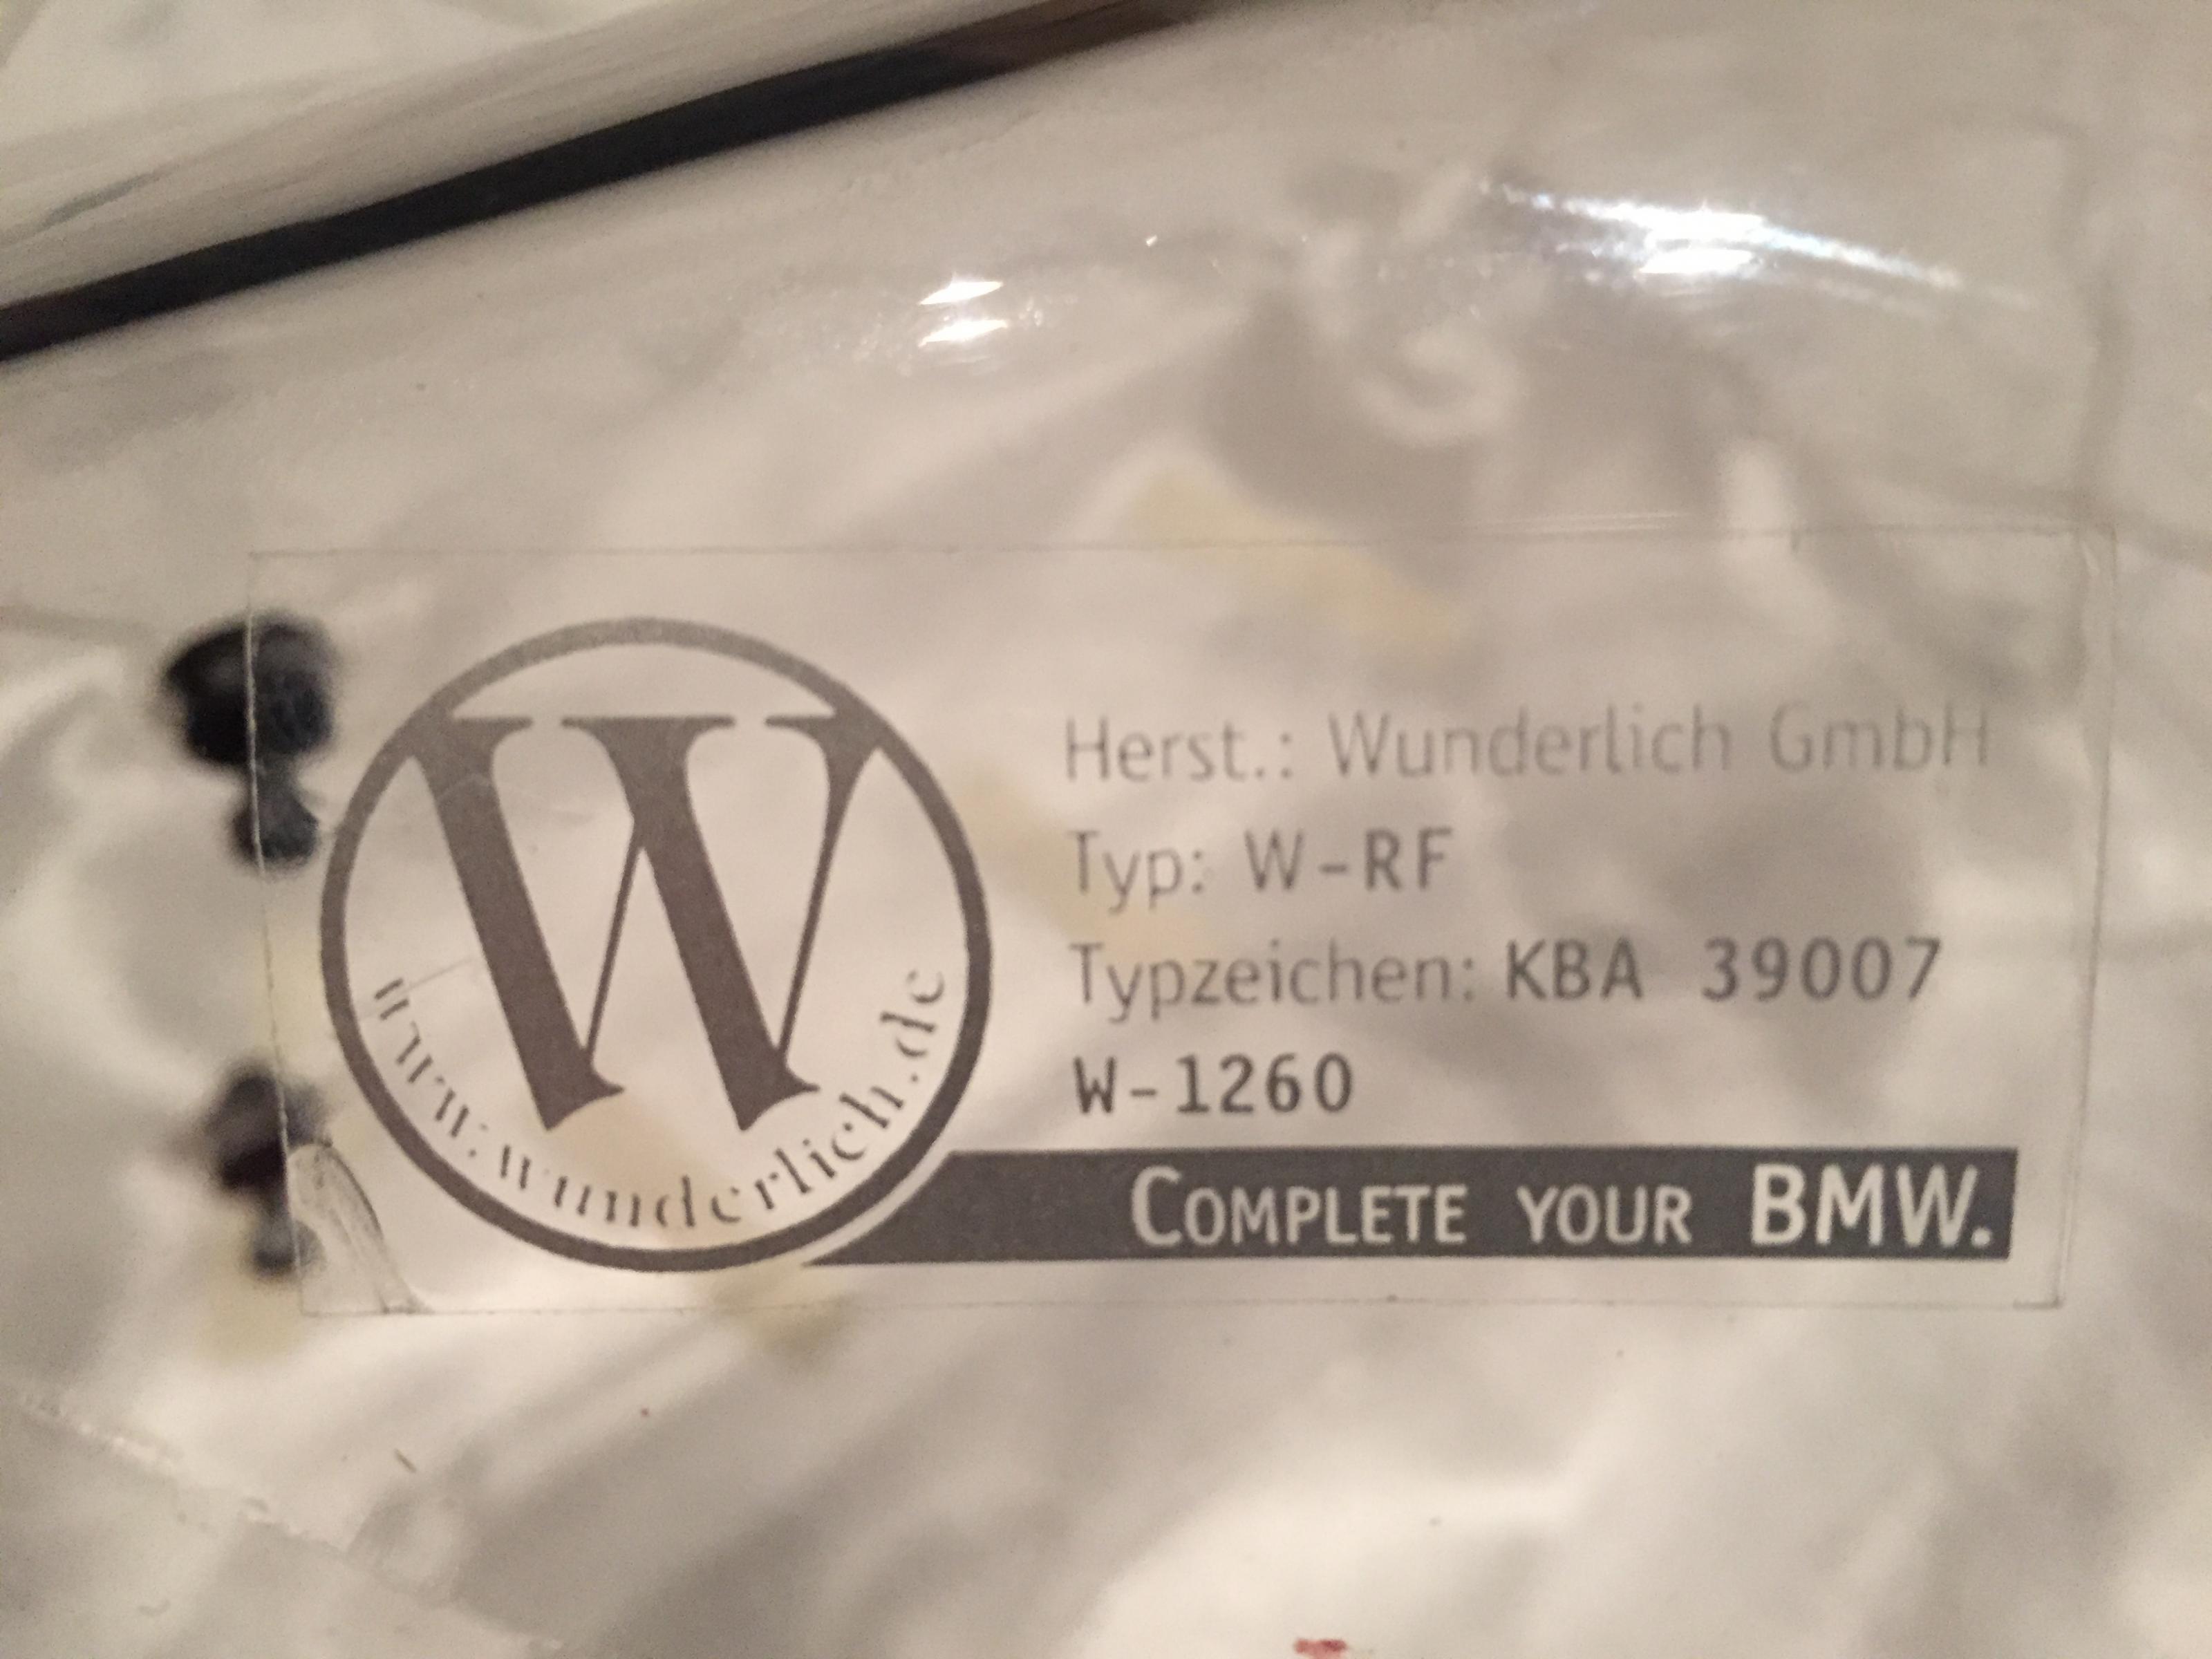 W
www.wunderlich.de
Herst.: Wunderlich GmbH
Typ: W-RF
Typzeichen: KBA 39007
W-1260
COMPLETE YOUR BMW.